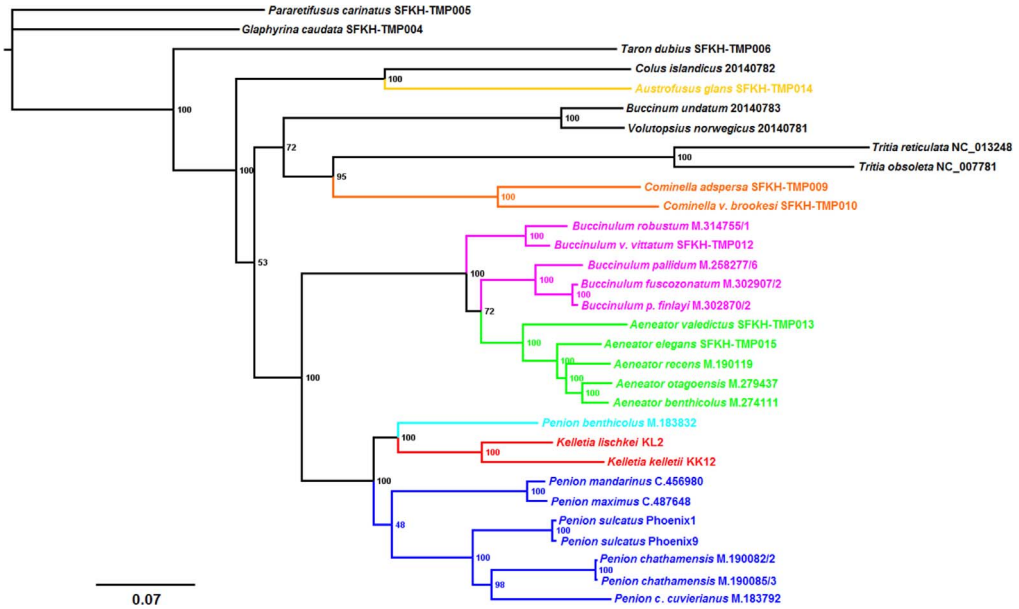 Pararetifusus carinatus SFKH-TMP005
Glaphyrina caudata SFKH-TMP004
Taron dubius SFKH-TMP006
100
Colus islandicus 20140782
100
Austrofusus glans SFKH-TMP014
100
Buccinum undatum 20140783
100
Volutopsius norwegicus 20140781
72
Tritia reticulata NC_013248
100
Tritia obsoleta NC_007781
95
Cominella adspersa SFKH-TMP009
100
Cominella v. brookesi SFKH-TMP010
53
Buccinulum robustum M.314755/1
100
Buccinulum v. vittatum SFKH-TMP012
100
Buccinulum pallidum M.258277/6
100
Buccinulum fuscozonatum M.302907/2
100
Buccinulum p. finlayi M.302870/2
72
Aeneator valedictus SFKH-TMP013
100
Aeneator elegans SFKH-TMP015
100
Aeneator recens M.190119
100
Aeneator otagoensis M.279437
100
Aeneator benthicolus M.274111
100
Penion benthicolus M.183832
100
Kelletia lischkei KL2
100
Kelletia kelletii KK12
100
Penion mandarinus C.456980
100
Penion maximus C.487648
48
Penion sulcatus Phoenix1
100
Penion sulcatus Phoenix9
100
Penion chathamensis M.190082/2
100
Penion chathamensis M.190085/3
98
Penion c. cuvierianus M.183792
0.07